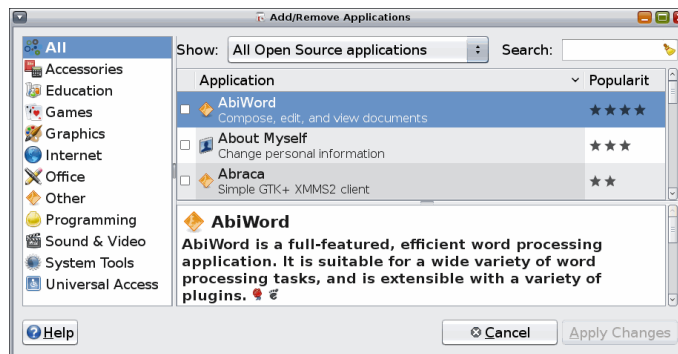 Add/Remove Applications
All
Accessories
Education
Games
Graphics
Internet
Office
Other
Programming
Sound & Video
System Tools
Universal Access
Show: All Open Source applications Search:
Application Popularit
AbiWord
Compose, edit, and view documents
About Myself
Change personal information
Abraca
Simple GTK+ XMMS2 client
AbiWord
AbiWord is a full-featured, efficient word processing
application. It is suitable for a wide variety of word
processing tasks, and is extensible with a variety of
plugins.
Help Cancel Apply Changes